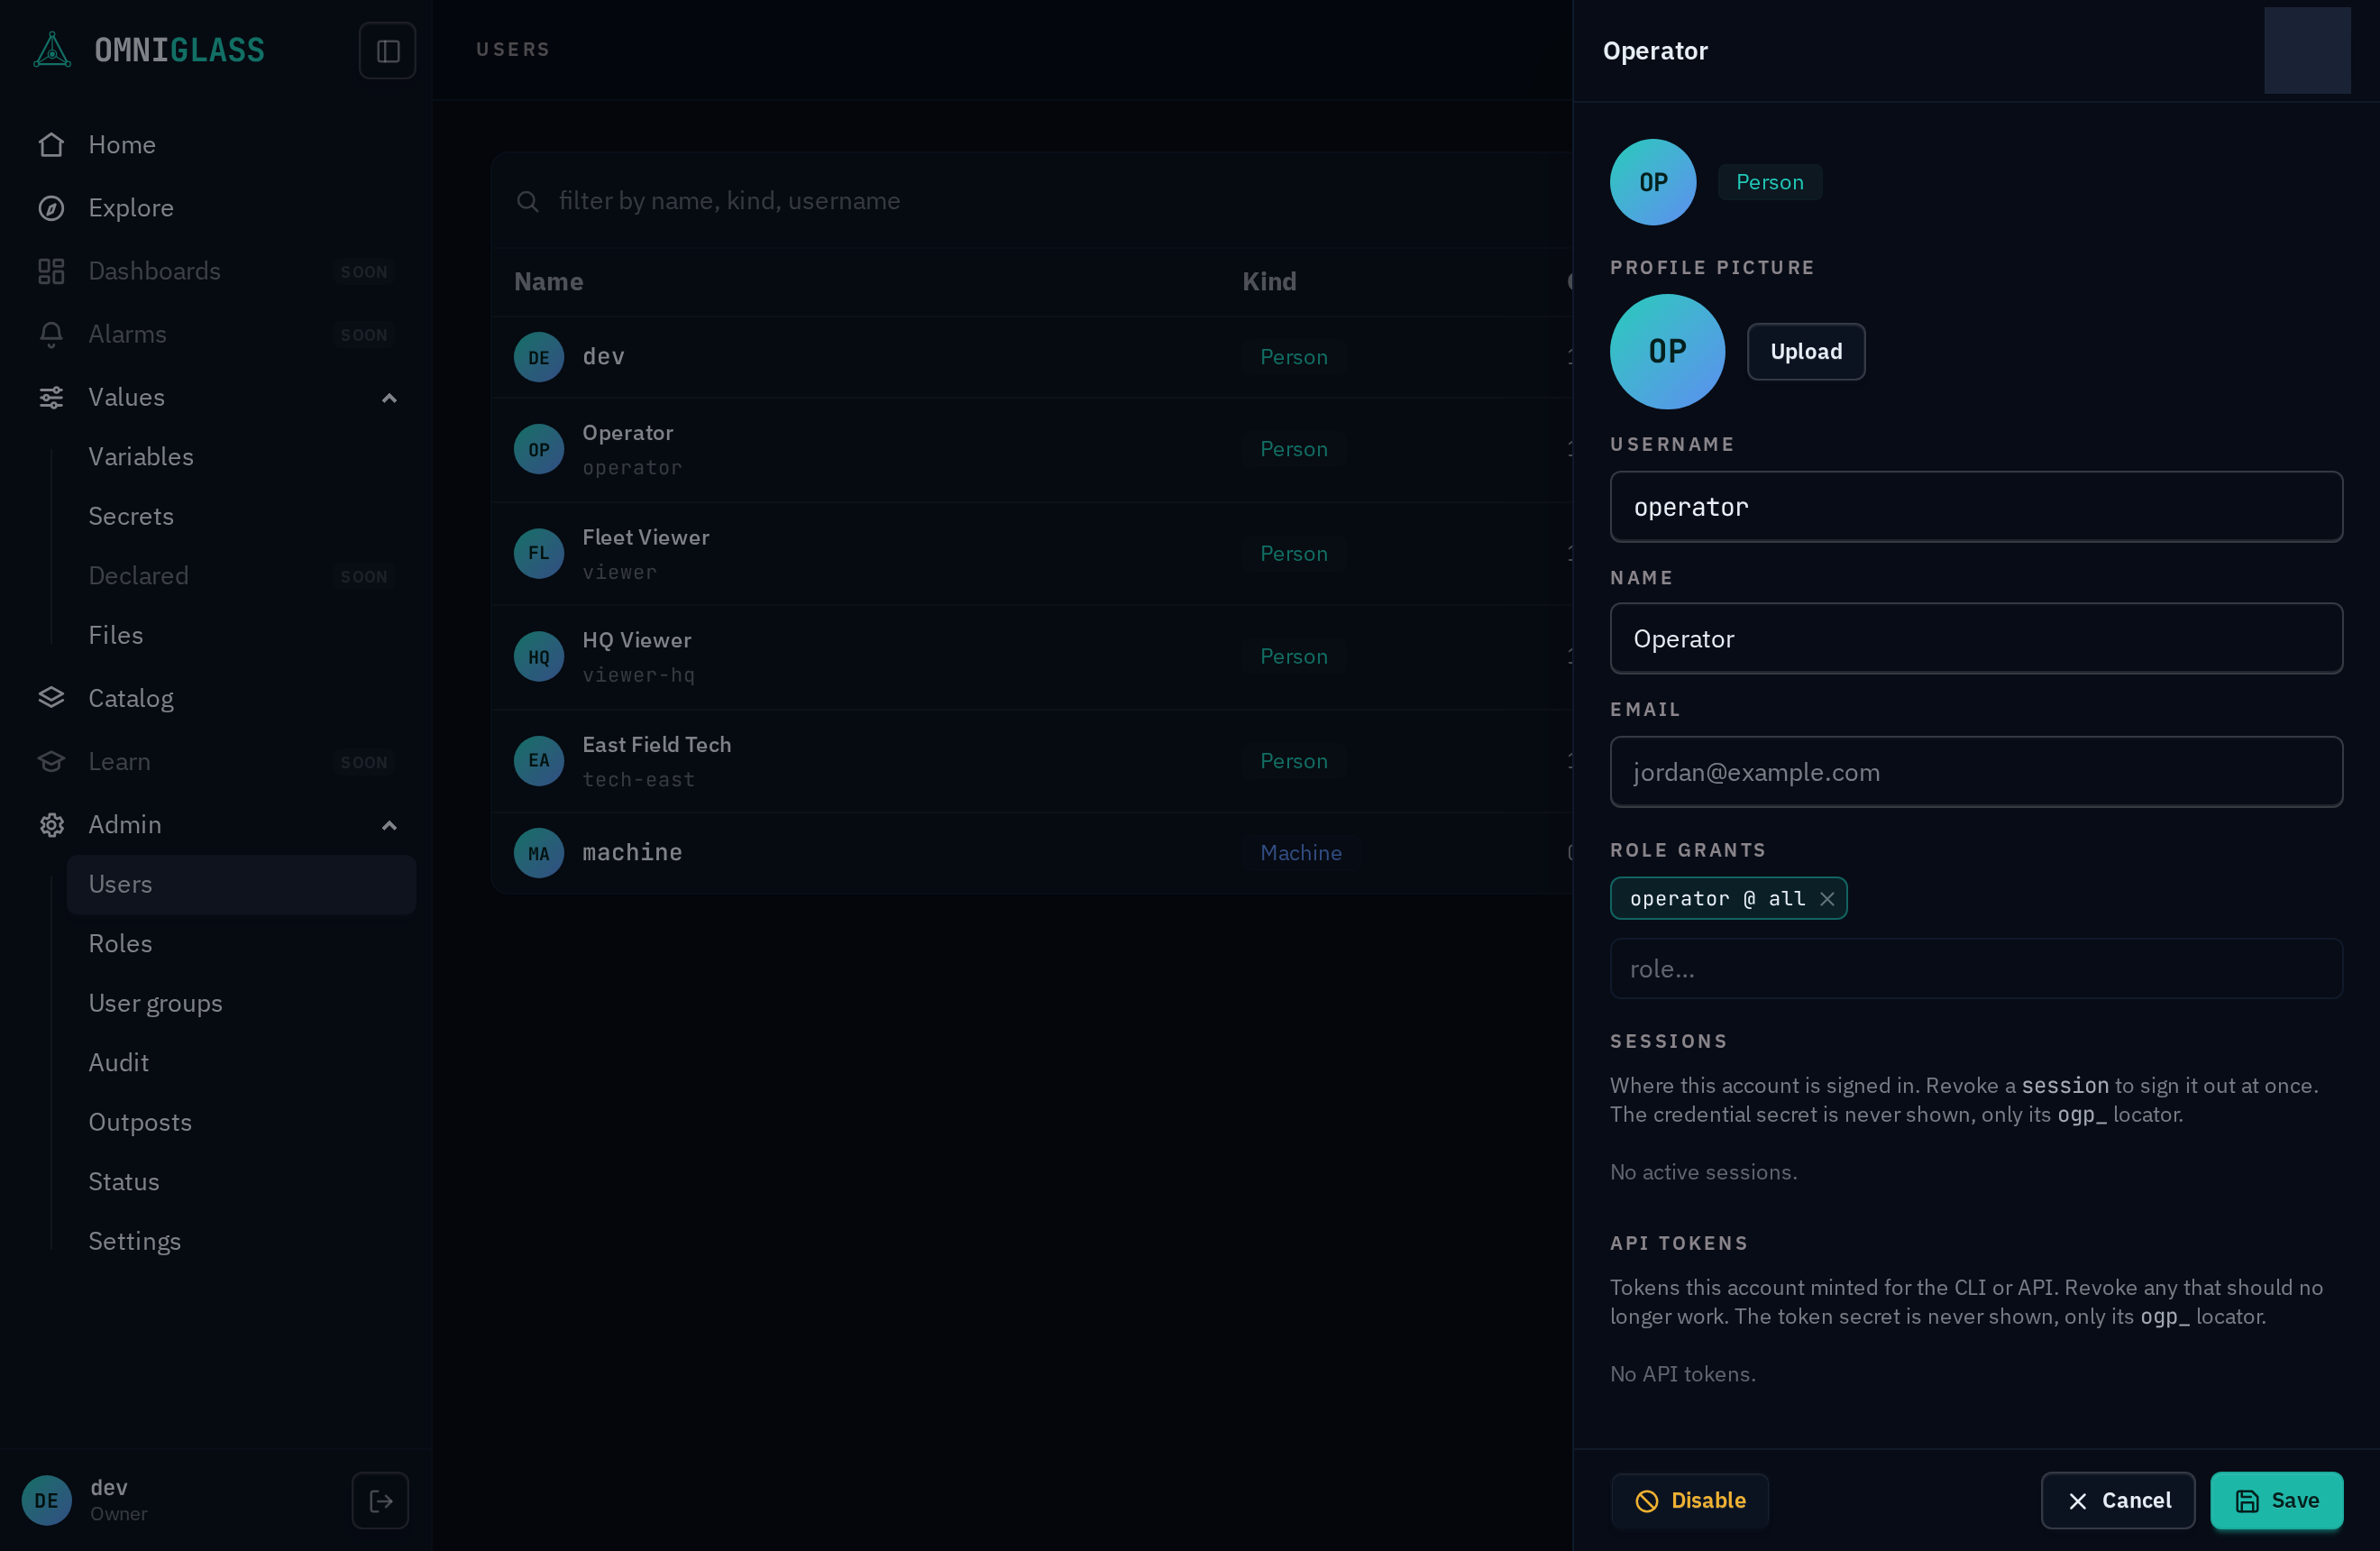 OMNIGLASS
Home
Explore
Dashboards SOON
Alarms SOON
Values
Variables
Secrets
Declared SOON
Files
Catalog
Learn SOON
Admin
Users
Roles
User groups
Audit
Outposts
Status
Settings
DE dev
Owner
USERS
filter by name, kind, username
Name Kind
DE dev Person
OP Operator Person
operator
FL Fleet Viewer Person
viewer
HQ HQ Viewer Person
viewer-hq
EA East Field Tech Person
tech-east
MA machine Machine
Operator
OP Person
PROFILE PICTURE
OP Upload
USERNAME
operator
NAME
Operator
EMAIL
jordan@example.com
ROLE GRANTS
operator @ all
role...
SESSIONS
Where this account is signed in. Revoke a session to sign it out at once.
The credential secret is never shown, only its ogp_ locator.
No active sessions.
API TOKENS
Tokens this account minted for the CLI or API. Revoke any that should no
longer work. The token secret is never shown, only its ogp_ locator.
No API tokens.
Disable Cancel Save